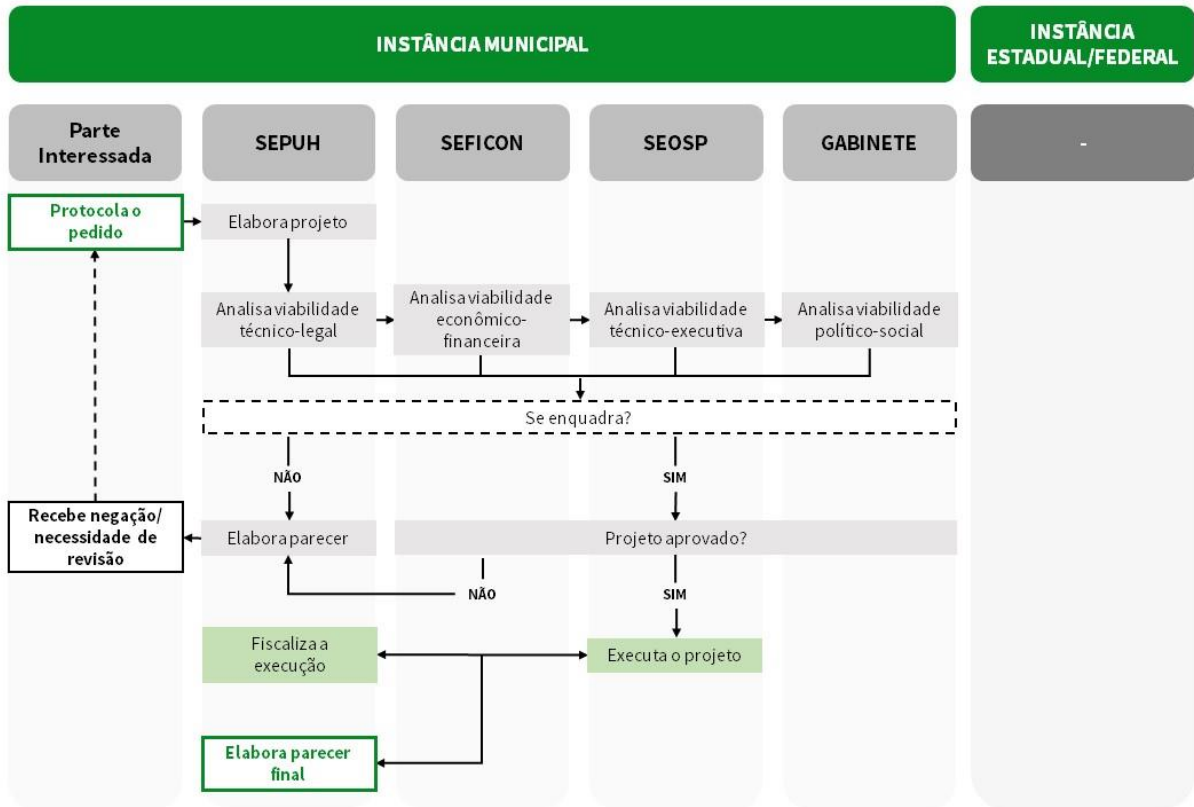 INSTÂNCIA MUNICIPAL
INSTÂNCIA
ESTADUAL/FEDERAL
Parte
Interessada
SEPUH
SEFICON
SEOSP
GABINETE
-
Protocola o
pedido
Elabora projeto
Analisa viabilidade
técnico-legal
Analisa viabilidade
econômico-
financeira
Analisa viabilidade
técnico-executiva
Analisa viabilidade
político-social
Se enquadra?
NÃO
SIM
Recebe negação/
necessidade de
revisão
Elabora parecer
Projeto aprovado?
NÃO
SIM
Fiscaliza a
execução
Executa o projeto
Elabora parecer
final